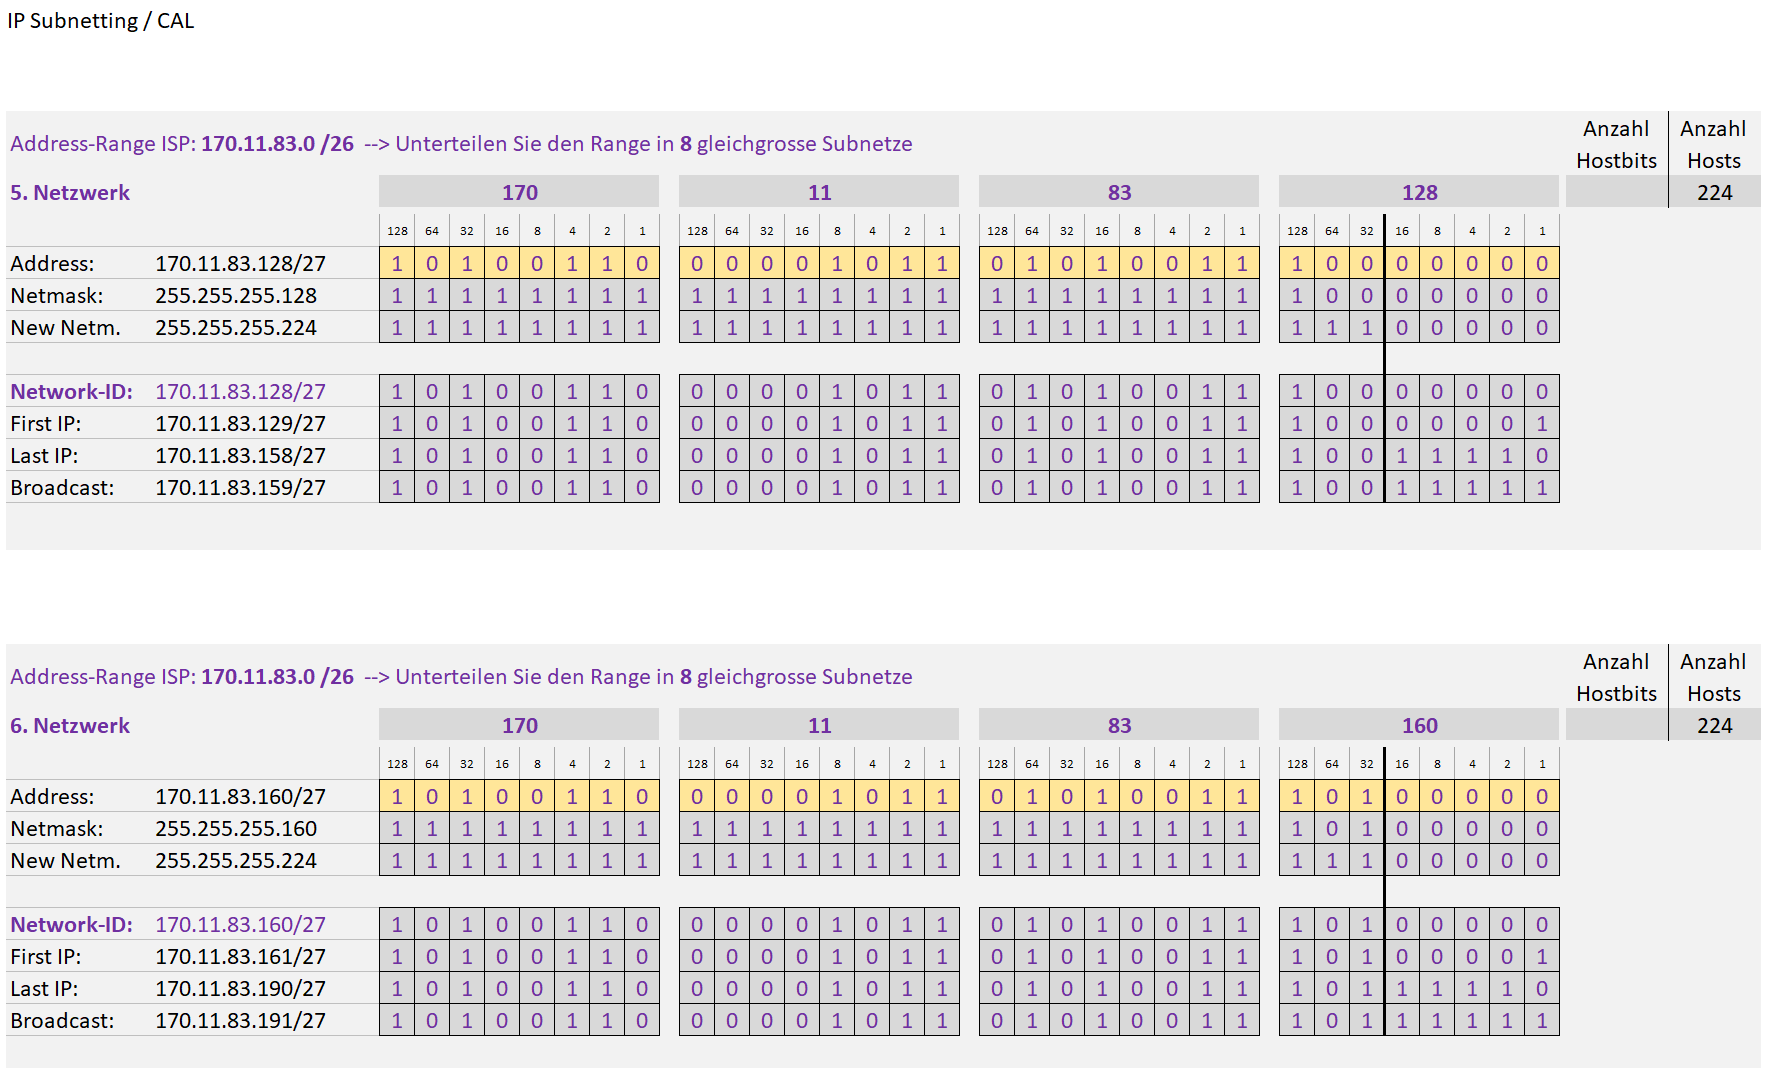 IP Subnetting / CAL
Anzahl Anzahl
Address-Range ISP: 170.11.83.0 /26 --> Unterteilen Sie den Range in 8 gleichgrosse Subnetze
Hostbits Hosts
5. Netzwerk 170 11 83 128 224
128 64 32 16 8 4 2 1 128 64 32 16 8 4 2 1 128 64 32 16 8 4 2 1 128 64 32 16 8 4 2 1
Address: 170.11.83.128/27 1 0 1 0 0 1 1 0 0 0 0 0 1 0 1 1 0 1 0 1 0 0 1 1 1 0 0 0 0 0 0 0
Netmask: 255.255.255.128 1 1 1 1 1 1 1 1 1 1 1 1 1 1 1 1 1 1 1 1 1 1 1 1 1 0 0 0 0 0 0 0
New Netm. 255.255.255.224 1 1 1 1 1 1 1 1 1 1 1 1 1 1 1 1 1 1 1 1 1 1 1 1 1 1 1 0 0 0 0 0
Network-ID: 170.11.83.128/27 1 0 1 0 0 1 1 0 0 0 0 0 1 0 1 1 0 1 0 1 0 0 1 1 1 0 0 0 0 0 0 0
First IP: 170.11.83.129/27 1 0 1 0 0 1 1 0 0 0 0 0 1 0 1 1 0 1 0 1 0 0 1 1 1 0 0 0 0 0 0 1
Last IP: 170.11.83.158/27 1 0 1 0 0 1 1 0 0 0 0 0 1 0 1 1 0 1 0 1 0 0 1 1 1 0 0 1 1 1 1 0
Broadcast: 170.11.83.159/27 1 0 1 0 0 1 1 0 0 0 0 0 1 0 1 1 0 1 0 1 0 0 1 1 1 0 0 1 1 1 1 1
Anzahl Anzahl
Address-Range ISP: 170.11.83.0 /26 --> Unterteilen Sie den Range in 8 gleichgrosse Subnetze
Hostbits Hosts
6. Netzwerk 170 11 83 160 224
128 64 32 16 8 4 2 1 128 64 32 16 8 4 2 1 128 64 32 16 8 4 2 1 128 64 32 16 8 4 2 1
Address: 170.11.83.160/27 1 0 1 0 0 1 1 0 0 0 0 0 1 0 1 1 0 1 0 1 0 0 1 1 1 0 1 0 0 0 0 0
Netmask: 255.255.255.160 1 1 1 1 1 1 1 1 1 1 1 1 1 1 1 1 1 1 1 1 1 1 1 1 1 0 1 0 0 0 0 0
New Netm. 255.255.255.224 1 1 1 1 1 1 1 1 1 1 1 1 1 1 1 1 1 1 1 1 1 1 1 1 1 1 1 0 0 0 0 0
Network-ID: 170.11.83.160/27 1 0 1 0 0 1 1 0 0 0 0 0 1 0 1 1 0 1 0 1 0 0 1 1 1 0 1 0 0 0 0 0
First IP: 170.11.83.161/27 1 0 1 0 0 1 1 0 0 0 0 0 1 0 1 1 0 1 0 1 0 0 1 1 1 0 1 0 0 0 0 1
Last IP: 170.11.83.190/27 1 0 1 0 0 1 1 0 0 0 0 0 1 0 1 1 0 1 0 1 0 0 1 1 1 0 1 1 1 1 1 0
Broadcast: 170.11.83.191/27 1 0 1 0 0 1 1 0 0 0 0 0 1 0 1 1 0 1 0 1 0 0 1 1 1 0 1 1 1 1 1 1